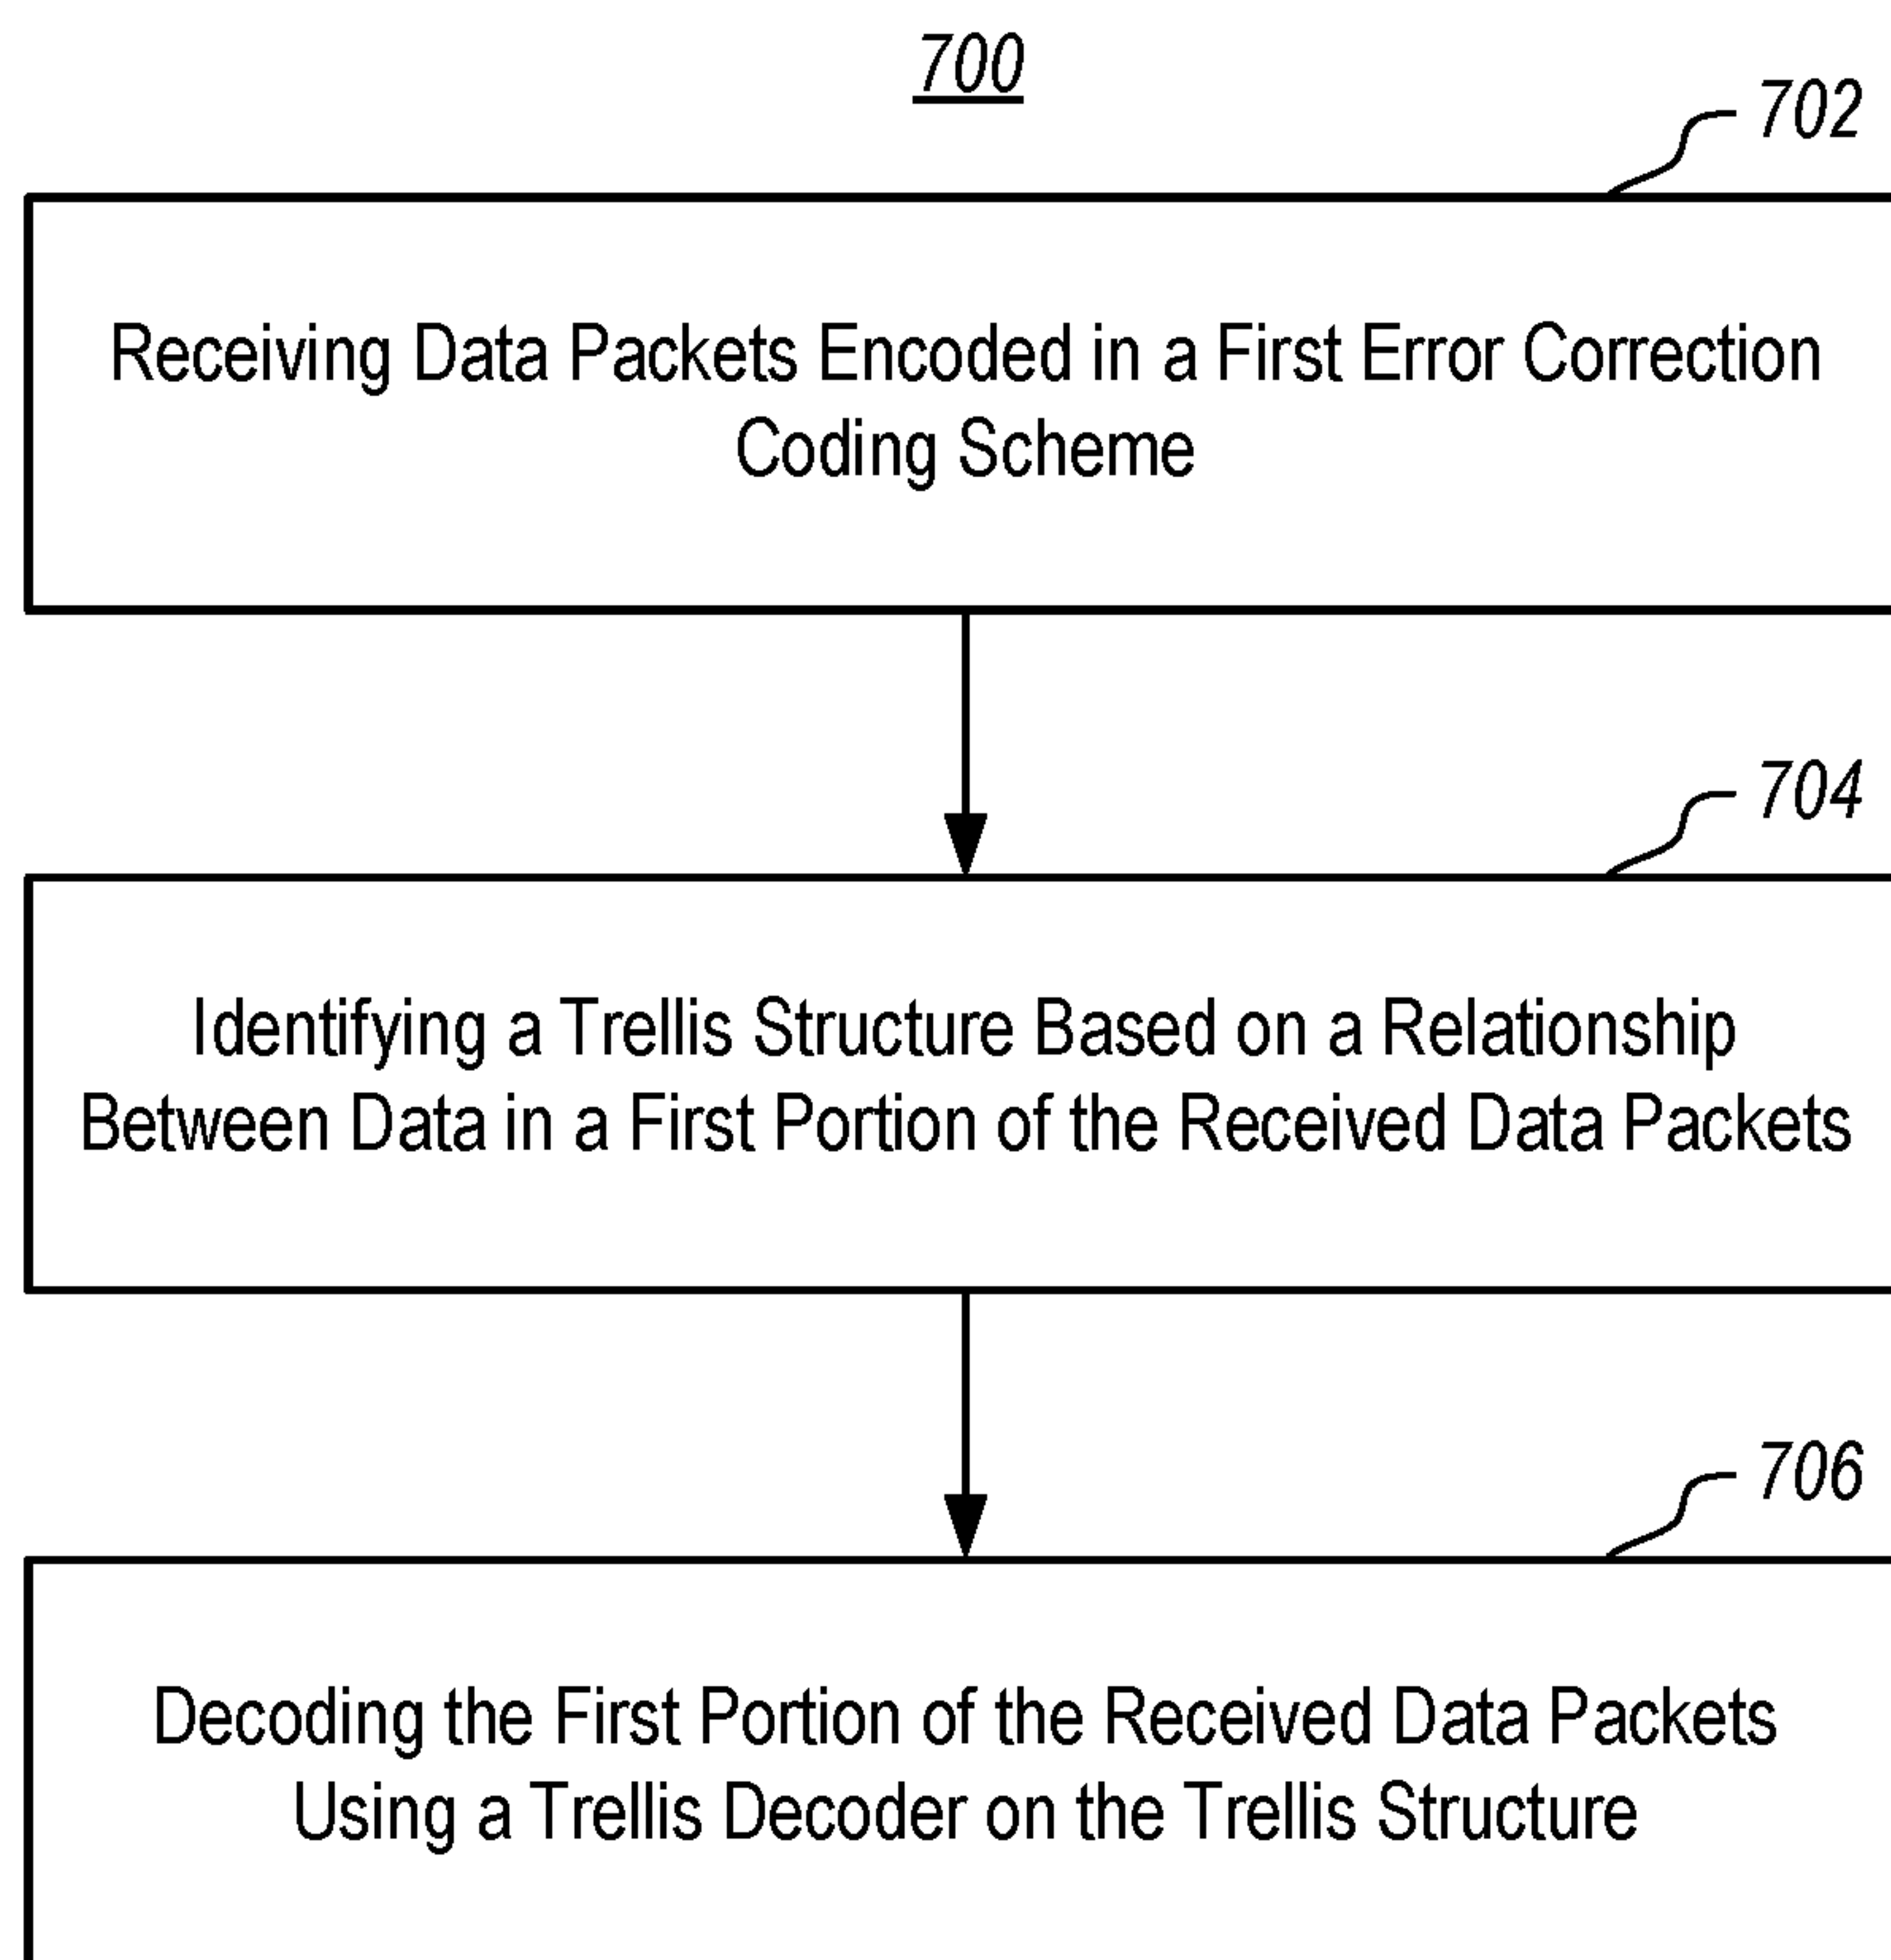 700
702
Receiving Data Packets Encoded in a First Error Correction
Coding Scheme
704
Identifying a Trellis Structure Based on a Relationship
Between Data in a First Portion of the Received Data Packets
706
Decoding the First Portion of the Received Data Packets
Using a Trellis Decoder on the Trellis Structure